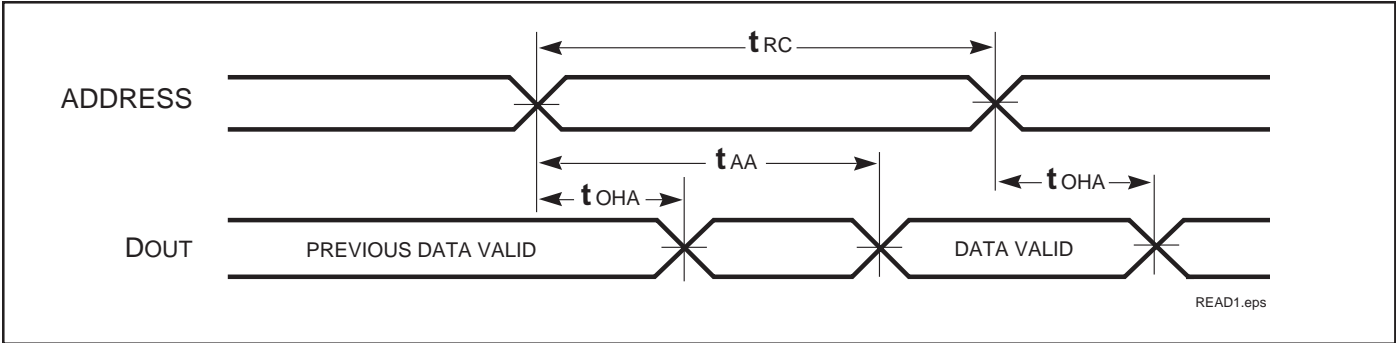 tRC
ADDRESS
tAA
tOHA
tOHA
DOUT
PREVIOUS DATA VALID
DATA VALID
READ1.eps